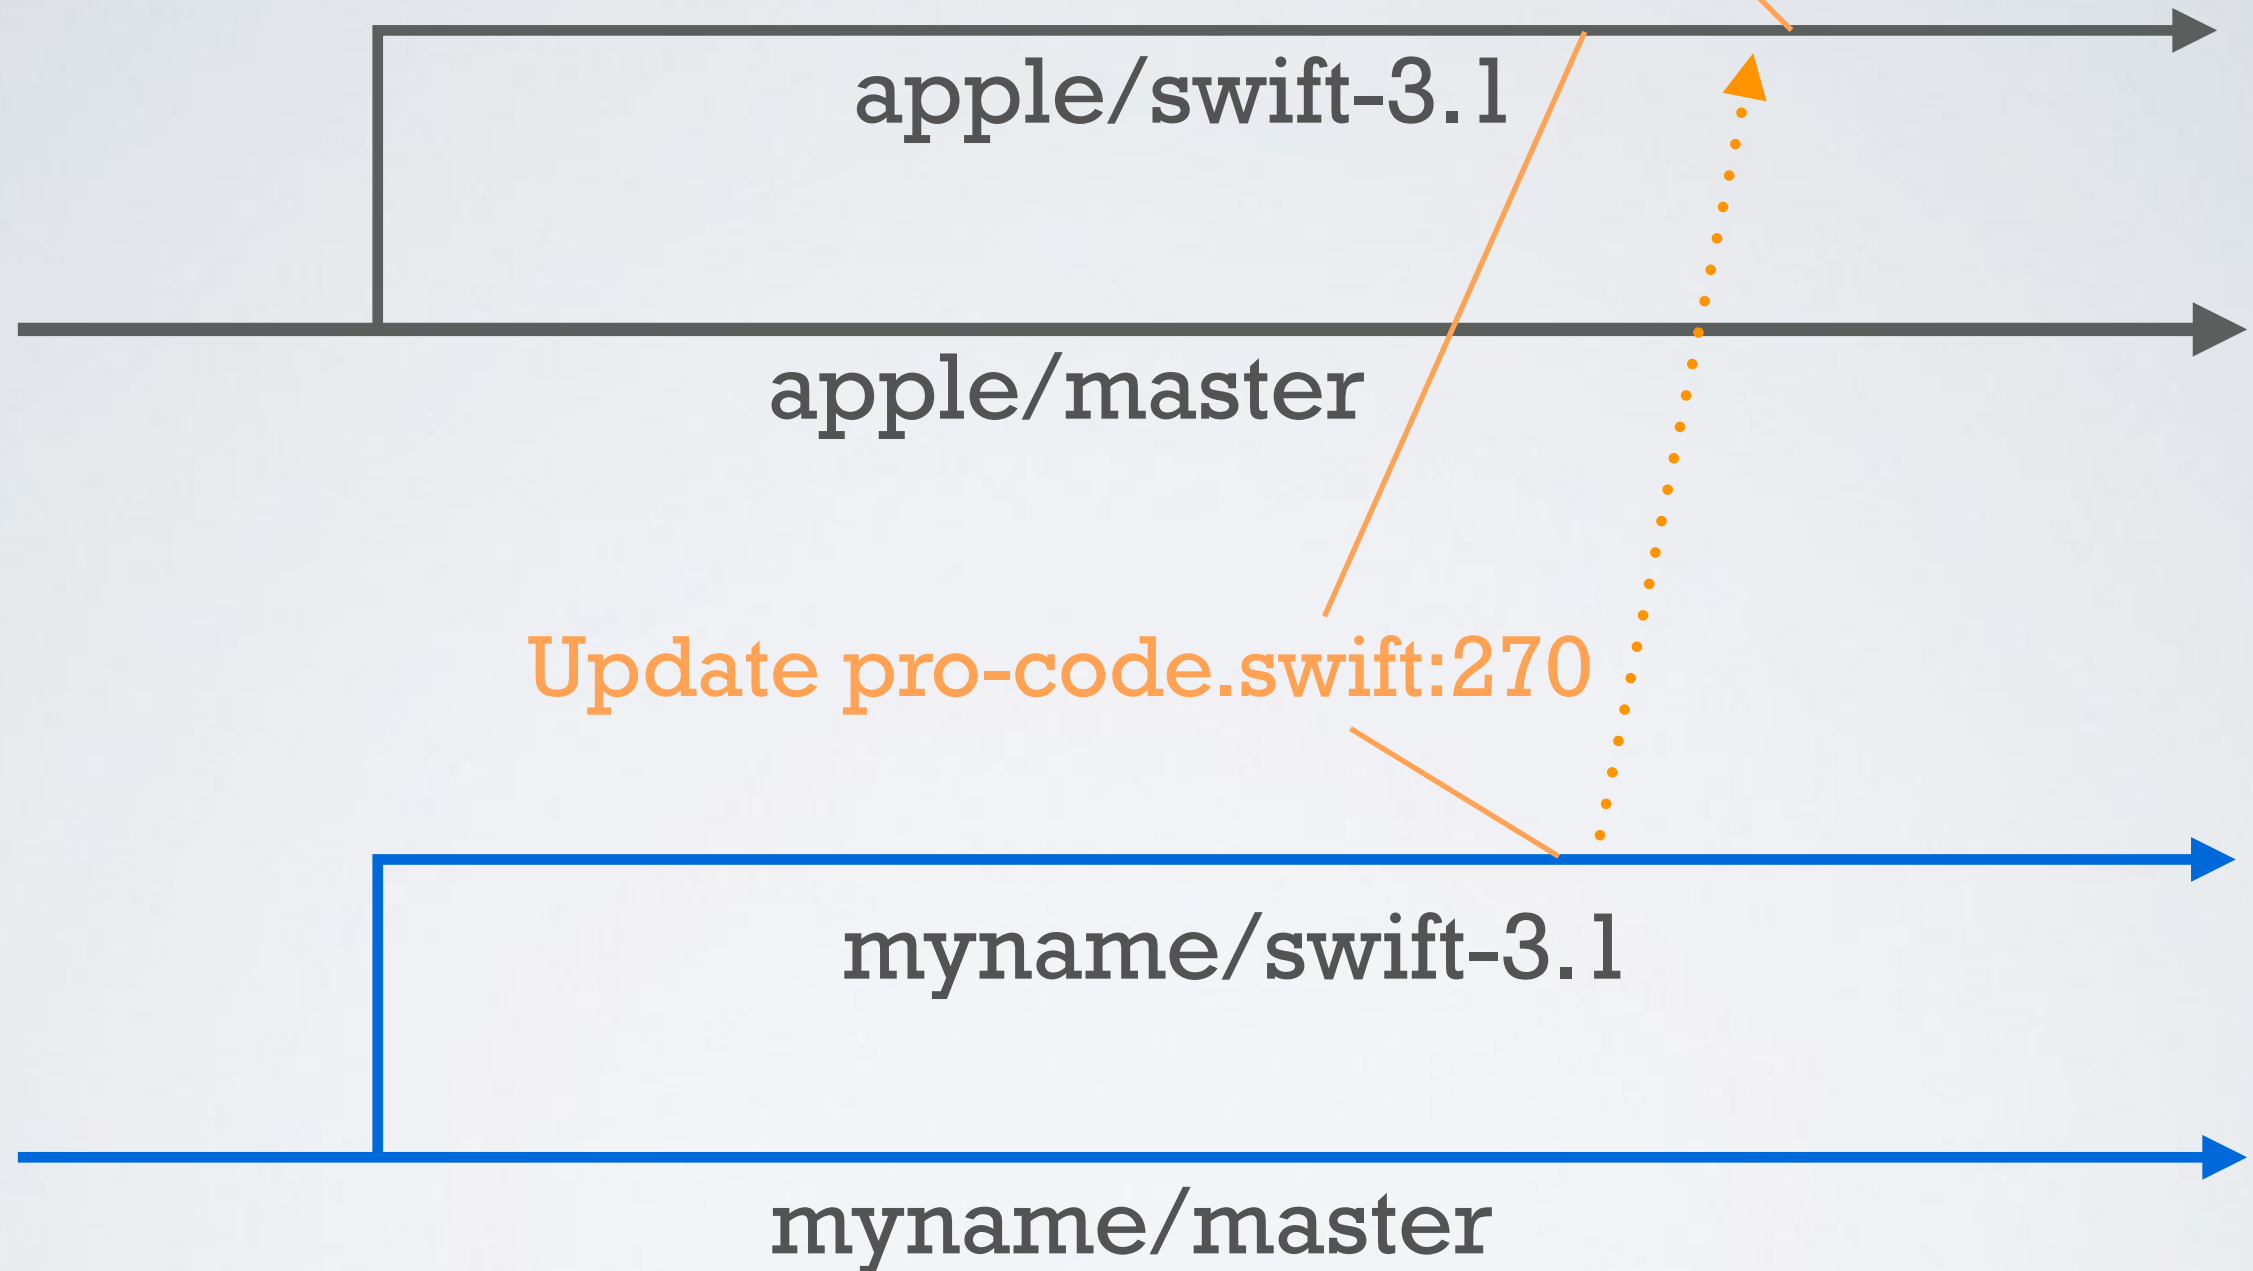 apple/swift-3.1
apple/master
Update pro-code.swift:270
myname/swift-3.1
myname/master